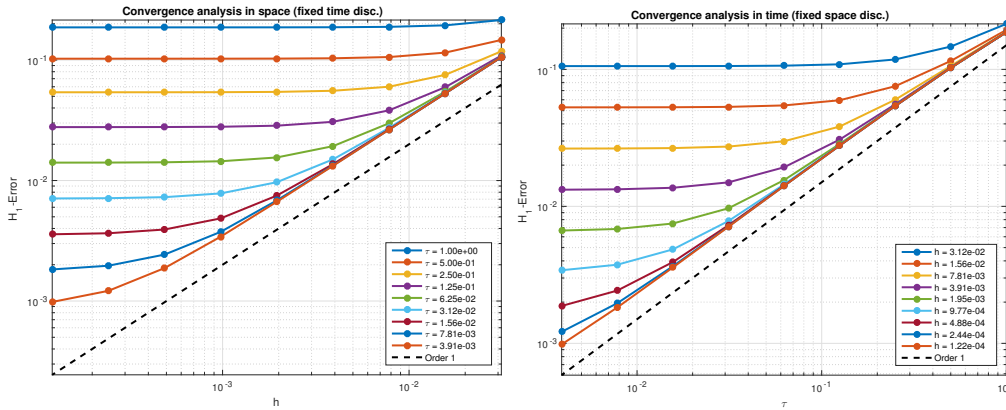 Convergence analysis in space (fixed time disc.)
10^-1
10^-2
10^-3
H_1-Error
10^-3
10^-2
h
τ = 1.00e+00
τ = 5.00e-01
τ = 2.50e-01
τ = 1.25e-01
τ = 6.25e-02
τ = 3.12e-02
τ = 1.56e-02
τ = 7.81e-03
τ = 3.91e-03
Order 1
Convergence analysis in time (fixed space disc.)
10^-1
10^-2
10^-3
H_1-Error
10^-2
10^-1
τ
h = 3.12e-02
h = 1.56e-02
h = 7.81e-03
h = 3.91e-03
h = 1.95e-03
h = 9.77e-04
h = 4.88e-04
h = 2.44e-04
h = 1.22e-04
Order 1